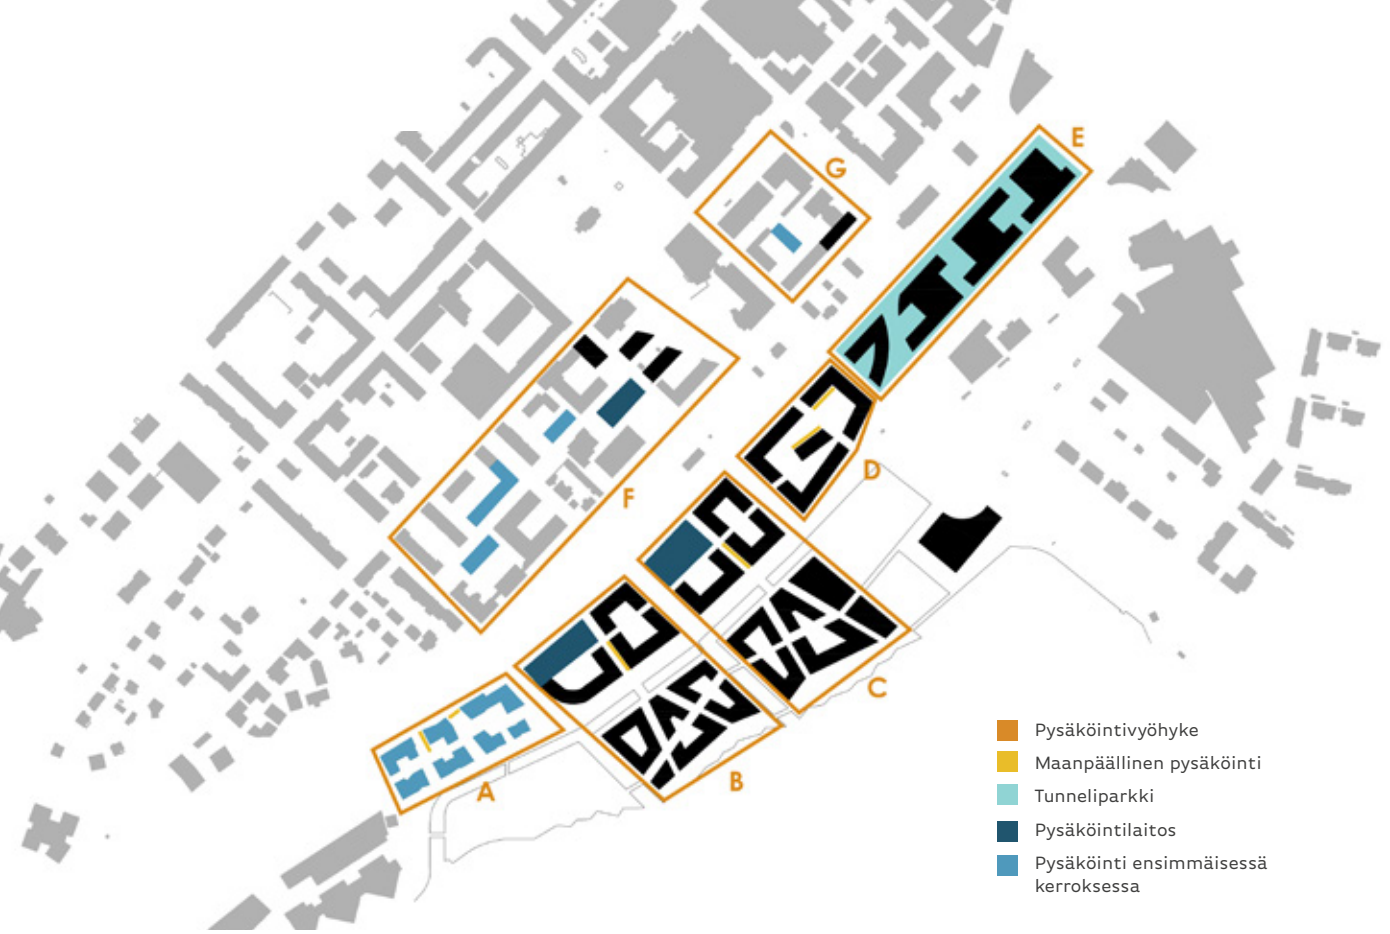 E
G
D
F
C
B
A
Pysäköintivyöhyke
Maanpäällinen pysäköinti
Tunneliparkki
Pysäköintilaitos
Pysäköinti ensimmäisessä
kerroksessa